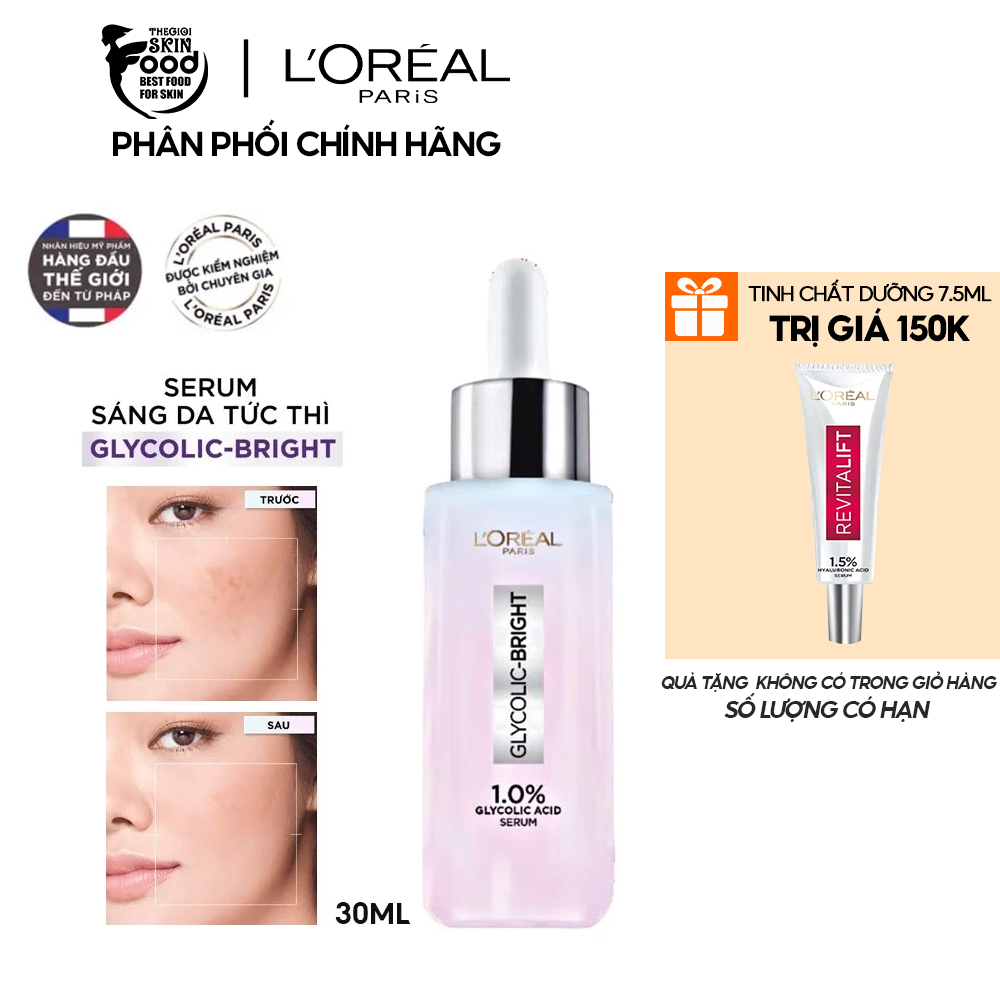 THEGIOI
SKIN
Food
BEST FOOD
FOR SKIN
L'ORÉAL
PARiS
PHÂN PHỐI CHÍNH HÃNG
NHÃN HIỆU MỸ PHẨM
HÀNG ĐẦU
THẾ GIỚI
ĐẾN TỪ PHÁP
L'ORÉAL PARIS
ĐƯỢC KIỂM NGHIỆM
BỞI CHUYÊN GIA
L'ORÉAL PARIS
SERUM
SÁNG DA TỨC THÌ
GLYCOLIC-BRIGHT
TRƯỚC
SAU
30ML
L'ORÉAL
PARIS
GLYCOLIC-BRIGHT
1.0%
GLYCOLIC ACID
SERUM
TINH CHẤT DƯỠNG 7.5ML
TRỊ GIÁ 150K
L'ORÉAL
PARIS
REVITALIFT
1.5%
HYALURONIC ACID
SERUM
QUÀ TẶNG KHÔNG CÓ TRONG GIỎ HÀNG
SỐ LƯỢNG CÓ HẠN